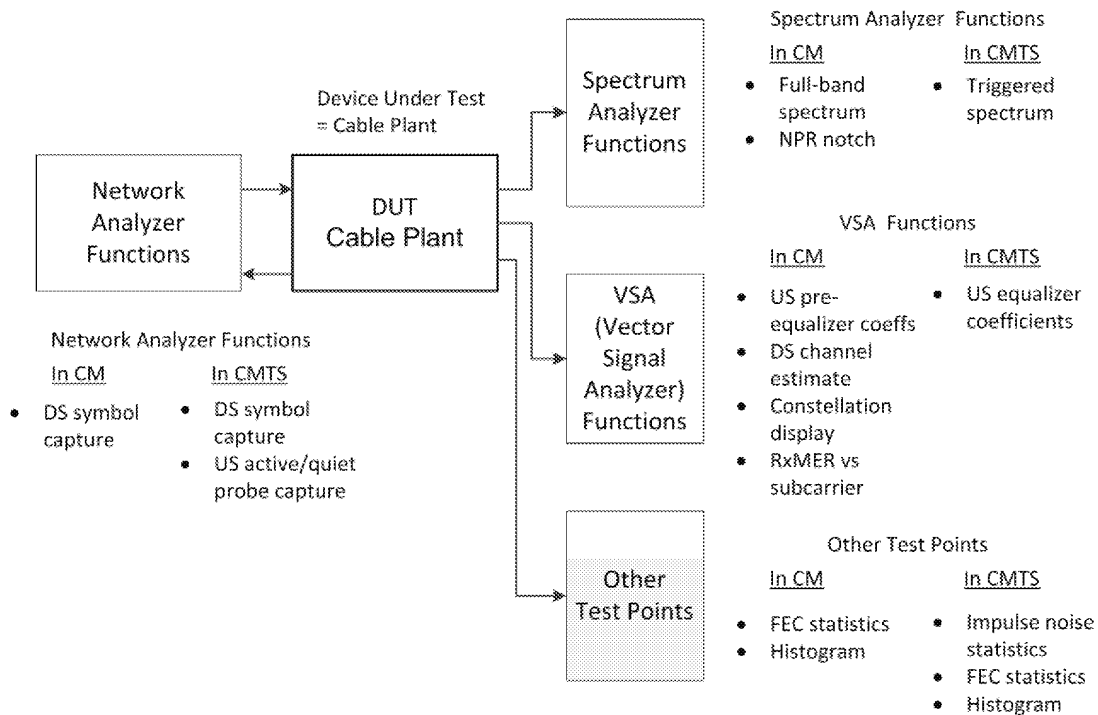 Spectrum Analyzer Functions
In CM
In CMTS
• Full-band
spectrum
• NPR notch
• Triggered
spectrum
Spectrum
Analyzer
Functions
Device Under Test
= Cable Plant
Network
Analyzer
Functions
DUT
Cable Plant
VSA Functions
In CM
In CMTS
• US pre-
equalizer coeffs
• DS channel
estimate
• Constellation
display
• RxMER vs
subcarrier
• US equalizer
coefficients
VSA
(Vector
Signal
Analyzer)
Functions
Network Analyzer Functions
In CM
In CMTS
• DS symbol
capture
• DS symbol
capture
• US active/quiet
probe capture
Other
Test Points
Other Test Points
In CM
In CMTS
• FEC statistics
• Histogram
• Impulse noise
statistics
• FEC statistics
• Histogram